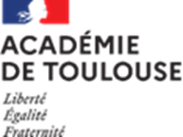 ACADÉMIE
DE TOULOUSE
Liberté
Égalité
Fraternité